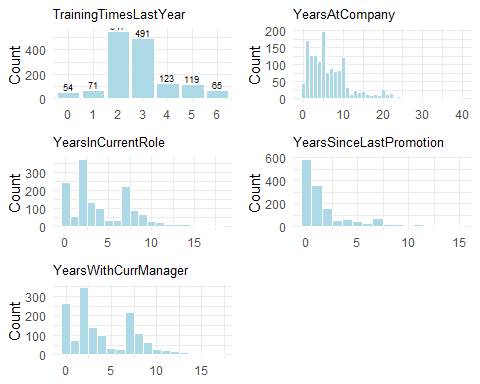 TrainingTimesLastYear
Count
400
200
0
54
71
491
123
119
65
0 1 2 3 4 5 6
YearsAtCompany
Count
200
150
100
50
0
0 10 20 30 40
YearsInCurrentRole
Count
300
200
100
0
0 5 10 15
YearsSinceLastPromotion
Count
600
400
200
0
0 5 10 15
YearsWithCurrManager
Count
300
200
100
0
0 5 10 15